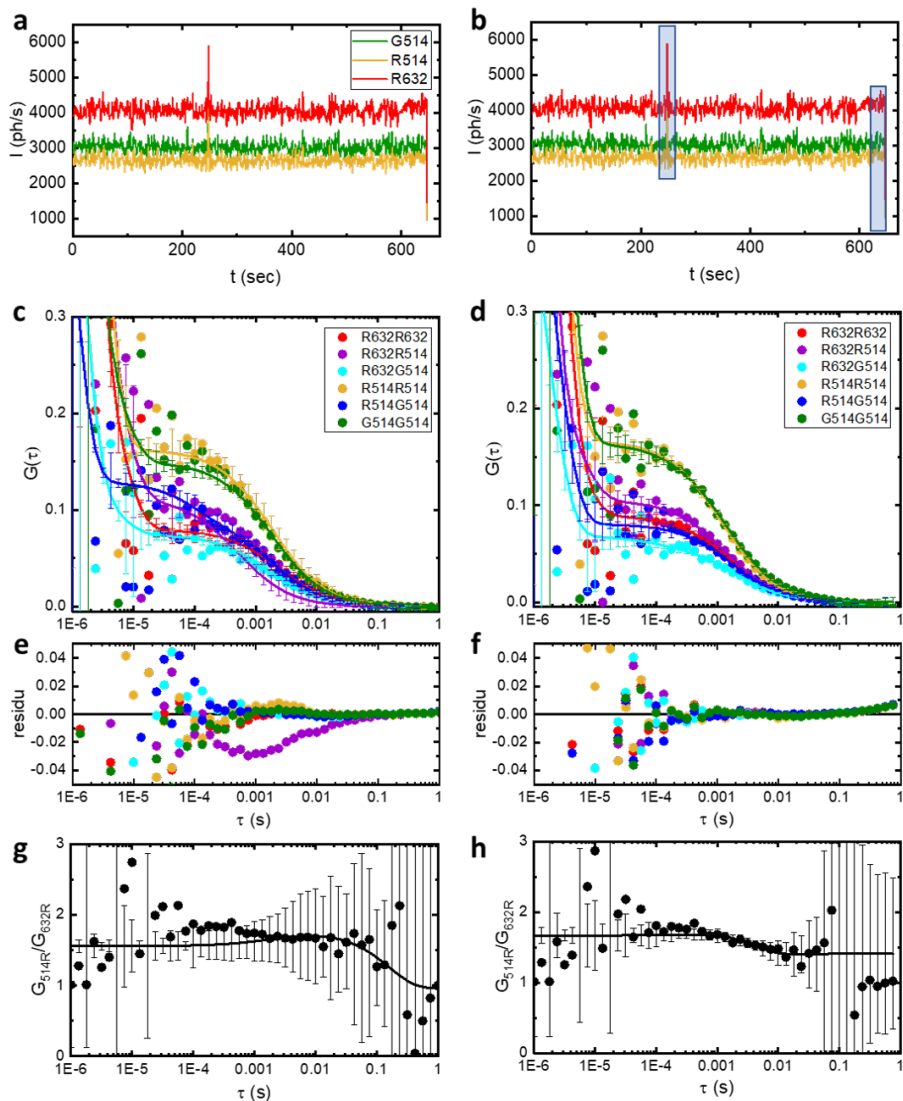 a
6000
5000
4000
3000
2000
1000
I (ph/s)
G514
R514
R632
0 200 400 600
t (sec)
b
6000
5000
4000
3000
2000
1000
I (ph/s)
0 200 400 600
t (sec)
c
0.3
0.2
0.1
0.0
G(τ)
R632R632
R632R514
R632G514
R514R514
R514G514
G514G514
1E-6 1E-5 1E-4 0.001 0.01 0.1 1
d
0.3
0.2
0.1
0.0
G(τ)
R632R632
R632R514
R632G514
R514R514
R514G514
G514G514
1E-6 1E-5 1E-4 0.001 0.01 0.1 1
e
0.04
0.02
0.00
-0.02
-0.04
residu
1E-6 1E-5 1E-4 0.001 0.01 0.1 1
τ (s)
f
0.04
0.02
0.00
-0.02
-0.04
residu
1E-6 1E-5 1E-4 0.001 0.01 0.1 1
τ (s)
g
3
2
1
0
G514R/G632R
1E-6 1E-5 1E-4 0.001 0.01 0.1 1
τ (s)
h
3
2
1
0
G514R/G632R
1E-6 1E-5 1E-4 0.001 0.01 0.1 1
τ (s)